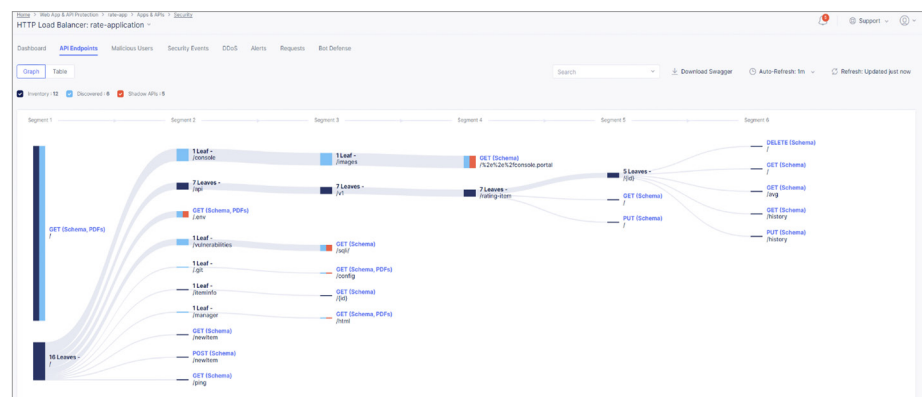 Home > Web App & API Protection > rate-app > Apps & APIs > Security
HTTP Load Balancer: rate-application
Support
Dashboard API Endpoints Malicious Users Security Events DDoS Alerts Requests Bot Defense
Graph Table
Search
Download Swagger
Auto-Refresh: 1m
Refresh: Updated just now
Inventory : 12 Discovered : 6 Shadow APIs : 5
Segment 1 Segment 2 Segment 3 Segment 4 Segment 5 Segment 6
GET (Schema, PDFs)
/
16 Leaves -
/
1 Leaf -
/console
7 Leaves -
/api
GET (Schema, PDFs)
/.env
1 Leaf -
/vulnerabilities
1 Leaf -
/.git
1 Leaf -
/iteminfo
1 Leaf -
/manager
GET (Schema)
/newItem
POST (Schema)
/newItem
GET (Schema)
/ping
1 Leaf -
/images
7 Leaves -
/v1
GET (Schema)
/sqli/
GET (Schema, PDFs)
/config
GET (Schema)
/{id}
GET (Schema, PDFs)
/html
GET (Schema)
/%2e%2e%2fconsole.portal
7 Leaves -
/rating-item
5 Leaves -
/{id}
GET (Schema)
/
PUT (Schema)
/
DELETE (Schema)
/
GET (Schema)
/
GET (Schema)
/avg
GET (Schema)
/history
PUT (Schema)
/history